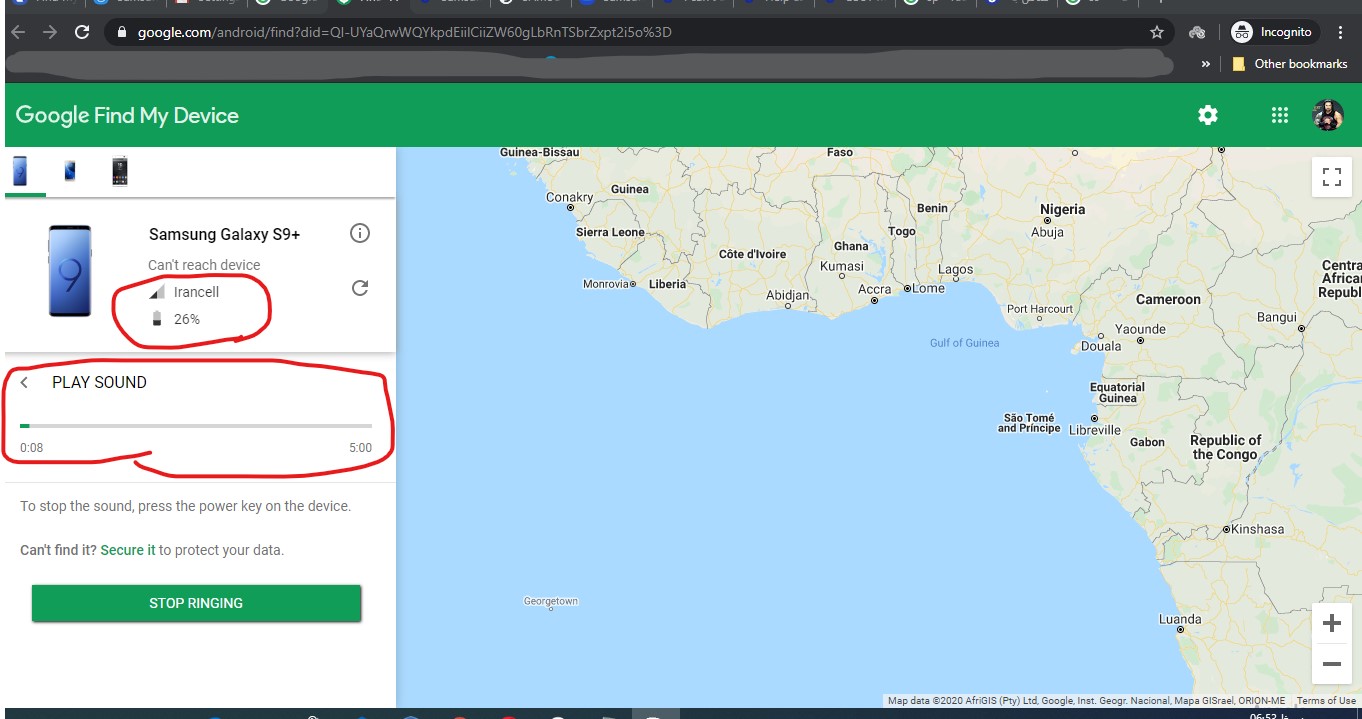 google.com/android/find?did=QI-UYaQrwWQYkpdEiilCiiZW60gLbRnTSbrZxpt2i5o%3D
Incognito
»
Other bookmarks
Google Find My Device
Samsung Galaxy S9+
Can't reach device
Irancell
26%
PLAY SOUND
0:08
5:00
To stop the sound, press the power key on the device.
Can't find it? Secure it to protect your data.
STOP RINGING
Guinea-Bissau
Faso
Guinea
Conakry
Benin
Nigeria
Abuja
Sierra Leone
Togo
Ghana
Côte d'Ivoire
Kumasi
Lagos
Centra
African
Republ
Monrovia
Liberia
Abidjan
Accra
Lome
Cameroon
Port Harcourt
Bangui
Yaounde
Douala
Gulf of Guinea
Equatorial
Guinea
São Tomé
and Príncipe
Libreville
Gabon
Republic of
the Congo
Kinshasa
Georgetown
Luanda
Map data ©2020 AfriGIS (Pty) Ltd, Google, Inst. Geogr. Nacional, Mapa GISrael, ORION-ME
Terms of Use